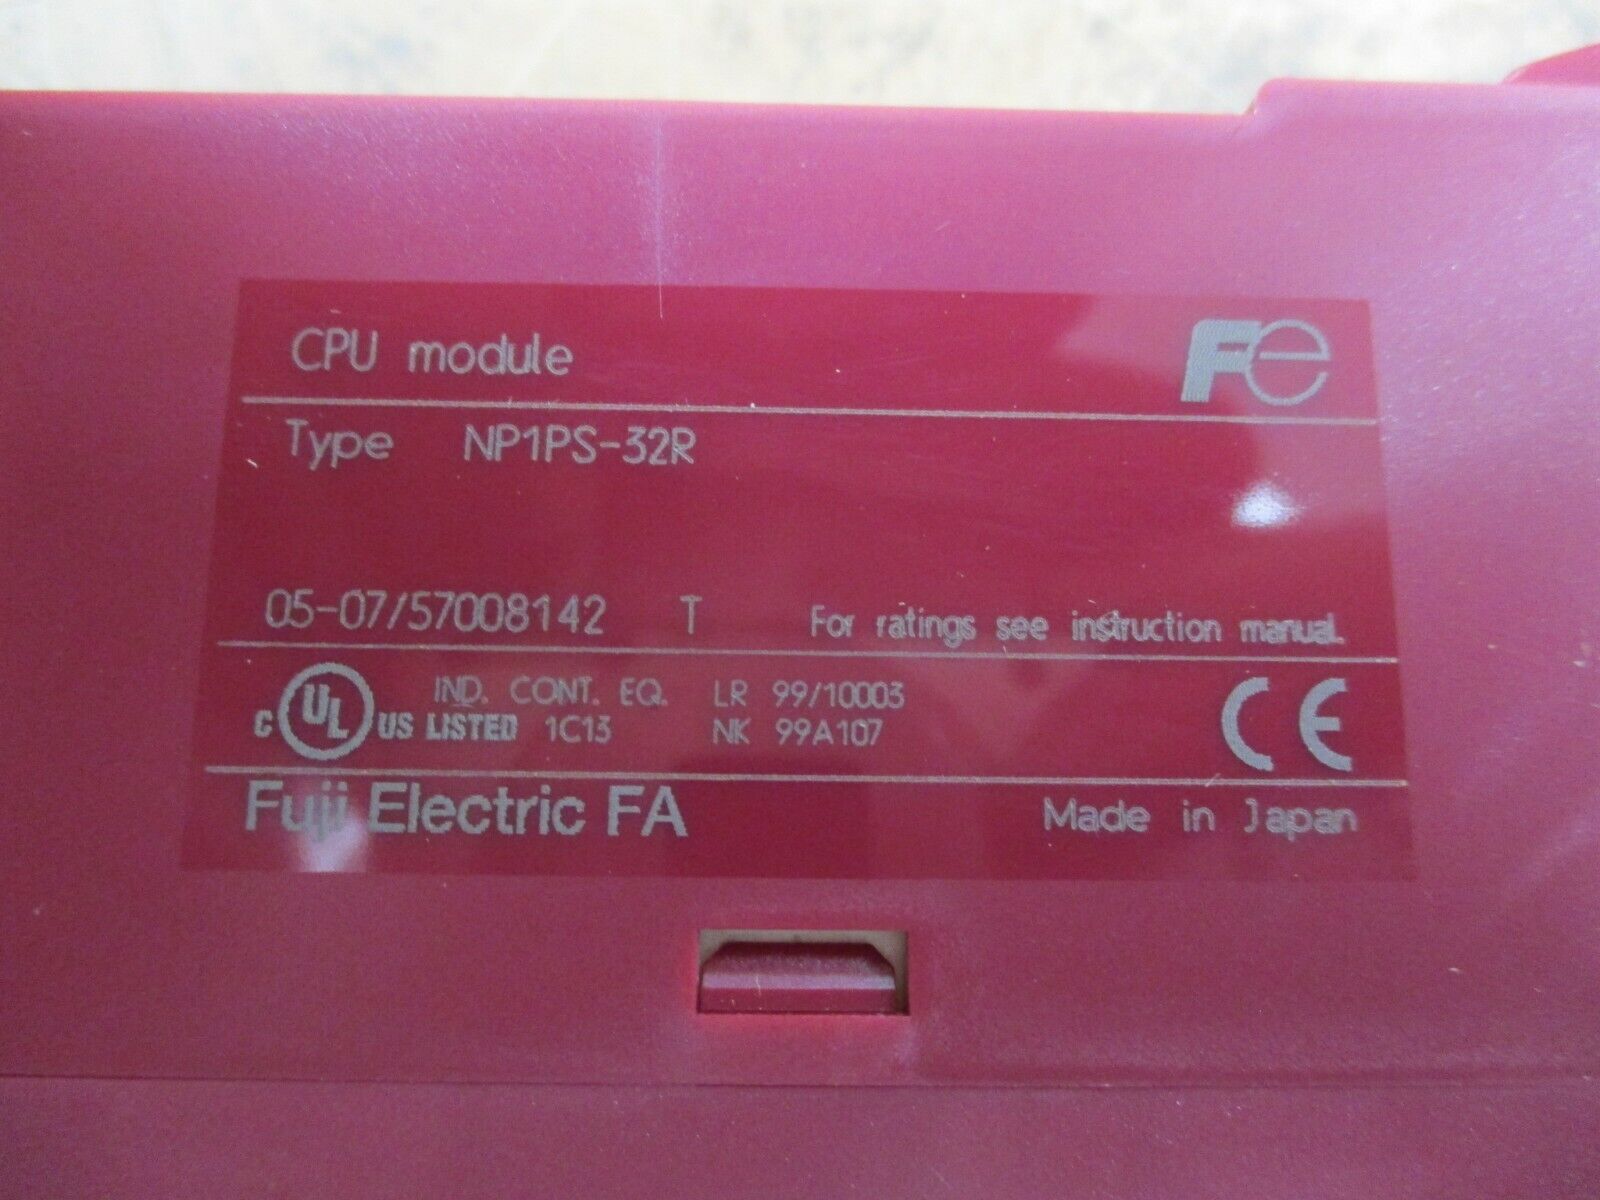 CPU module Fe
Type NP1PS-32R
05-07/57008142 T For ratings see instruction manual.
C UL US LISTED IND. CONT. EQ. 1C13
LR 99/10003
NK 99A107
CE
Fuji Electric FA Made in Japan